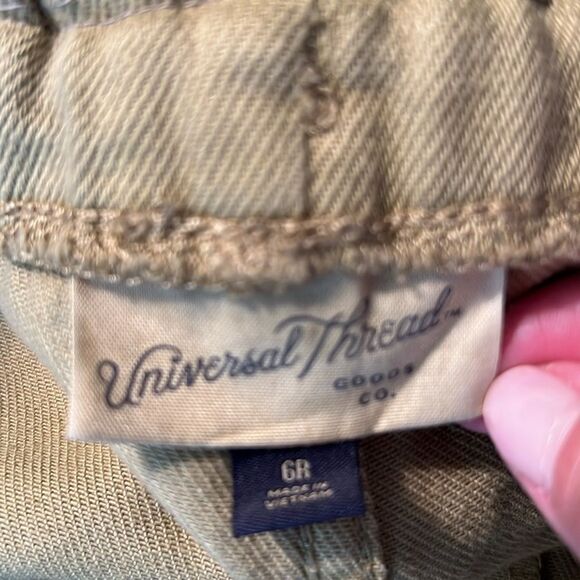 Universal Thread™
GOODS
CO.
6R
MADE IN
VIETNAM